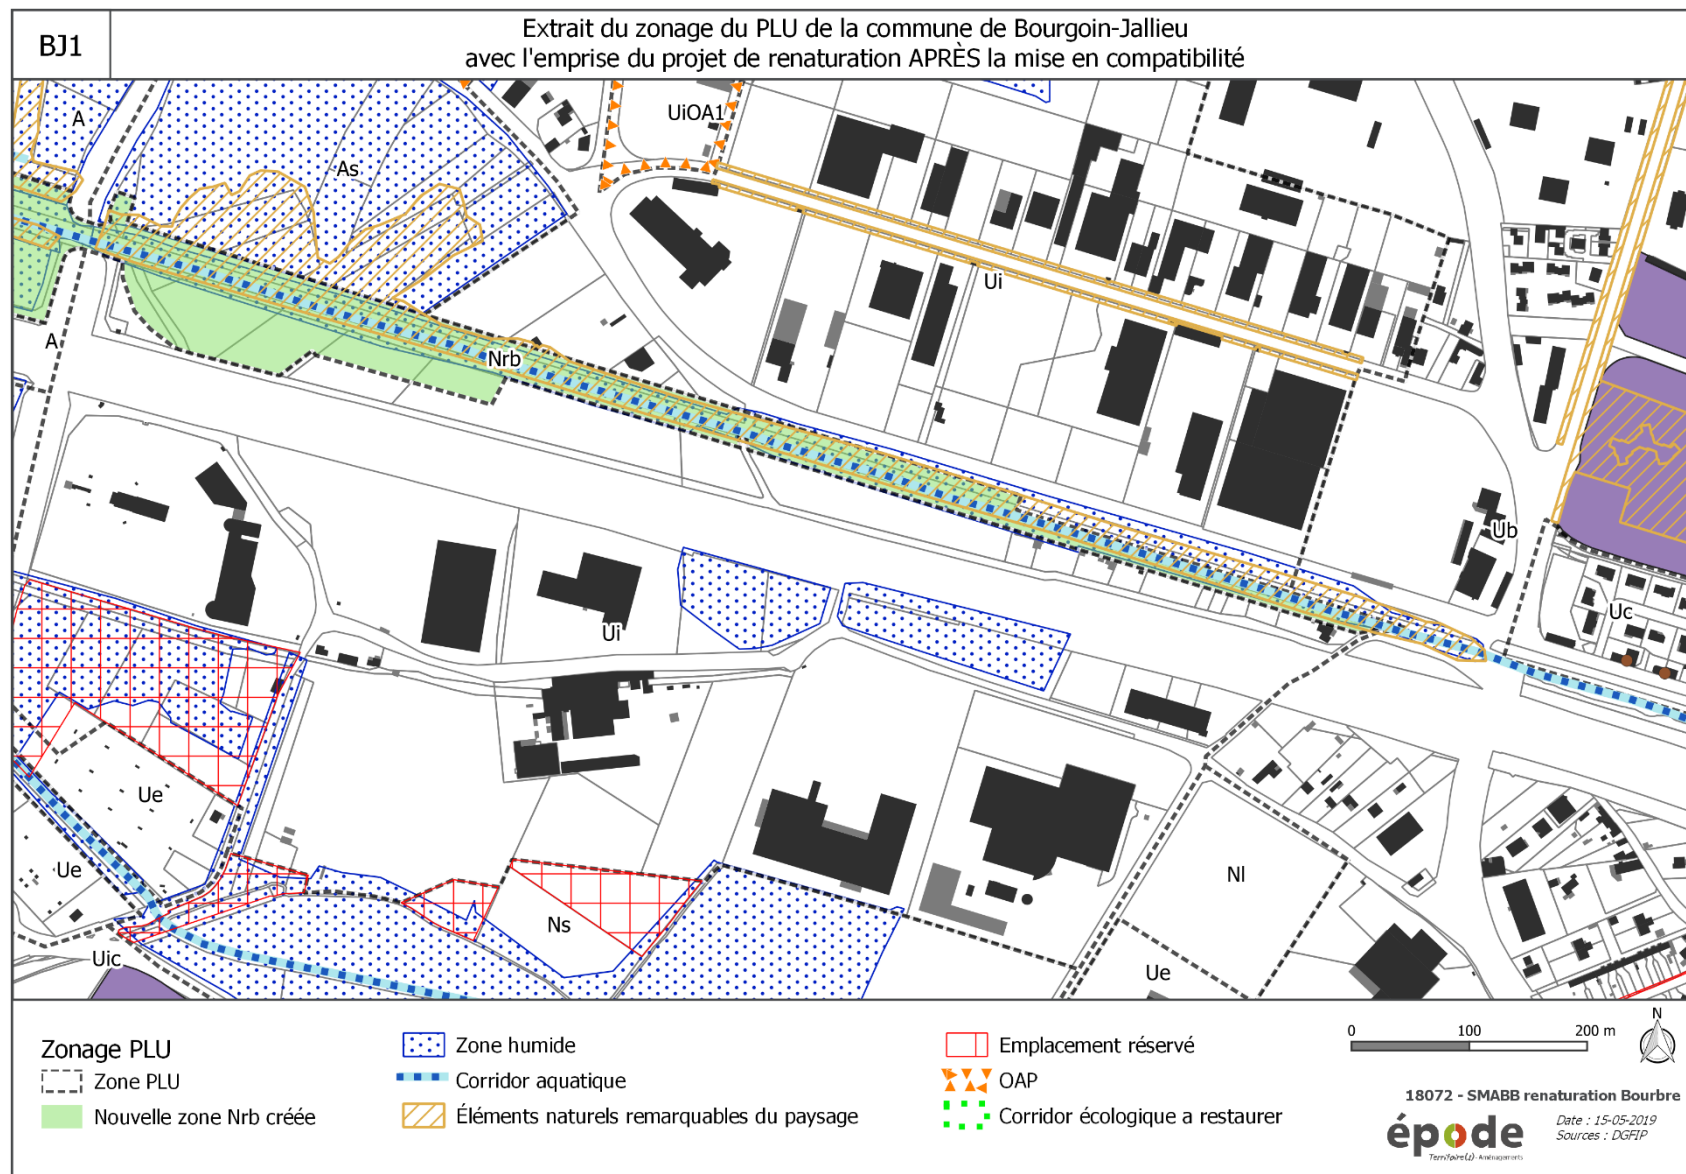 BJ1
Extrait du zonage du PLU de la commune de Bourgoin-Jallieu
avec l'emprise du projet de renaturation APRÈS la mise en compatibilité
A
UiOA1
As
Ui
A
Nrb
Ub
Uc
Ui
Ue
Ue
Nl
Ns
Uic
Ue
Zonage PLU
Zone PLU
Nouvelle zone Nrb créée
Zone humide
Corridor aquatique
Éléments naturels remarquables du paysage
Emplacement réservé
OAP
Corridor écologique a restaurer
0 100 200 m
N
18072 - SMABB renaturation Bourbre
épode
Territoire(s) - Aménagements
Date : 15-05-2019
Sources : DGFIP